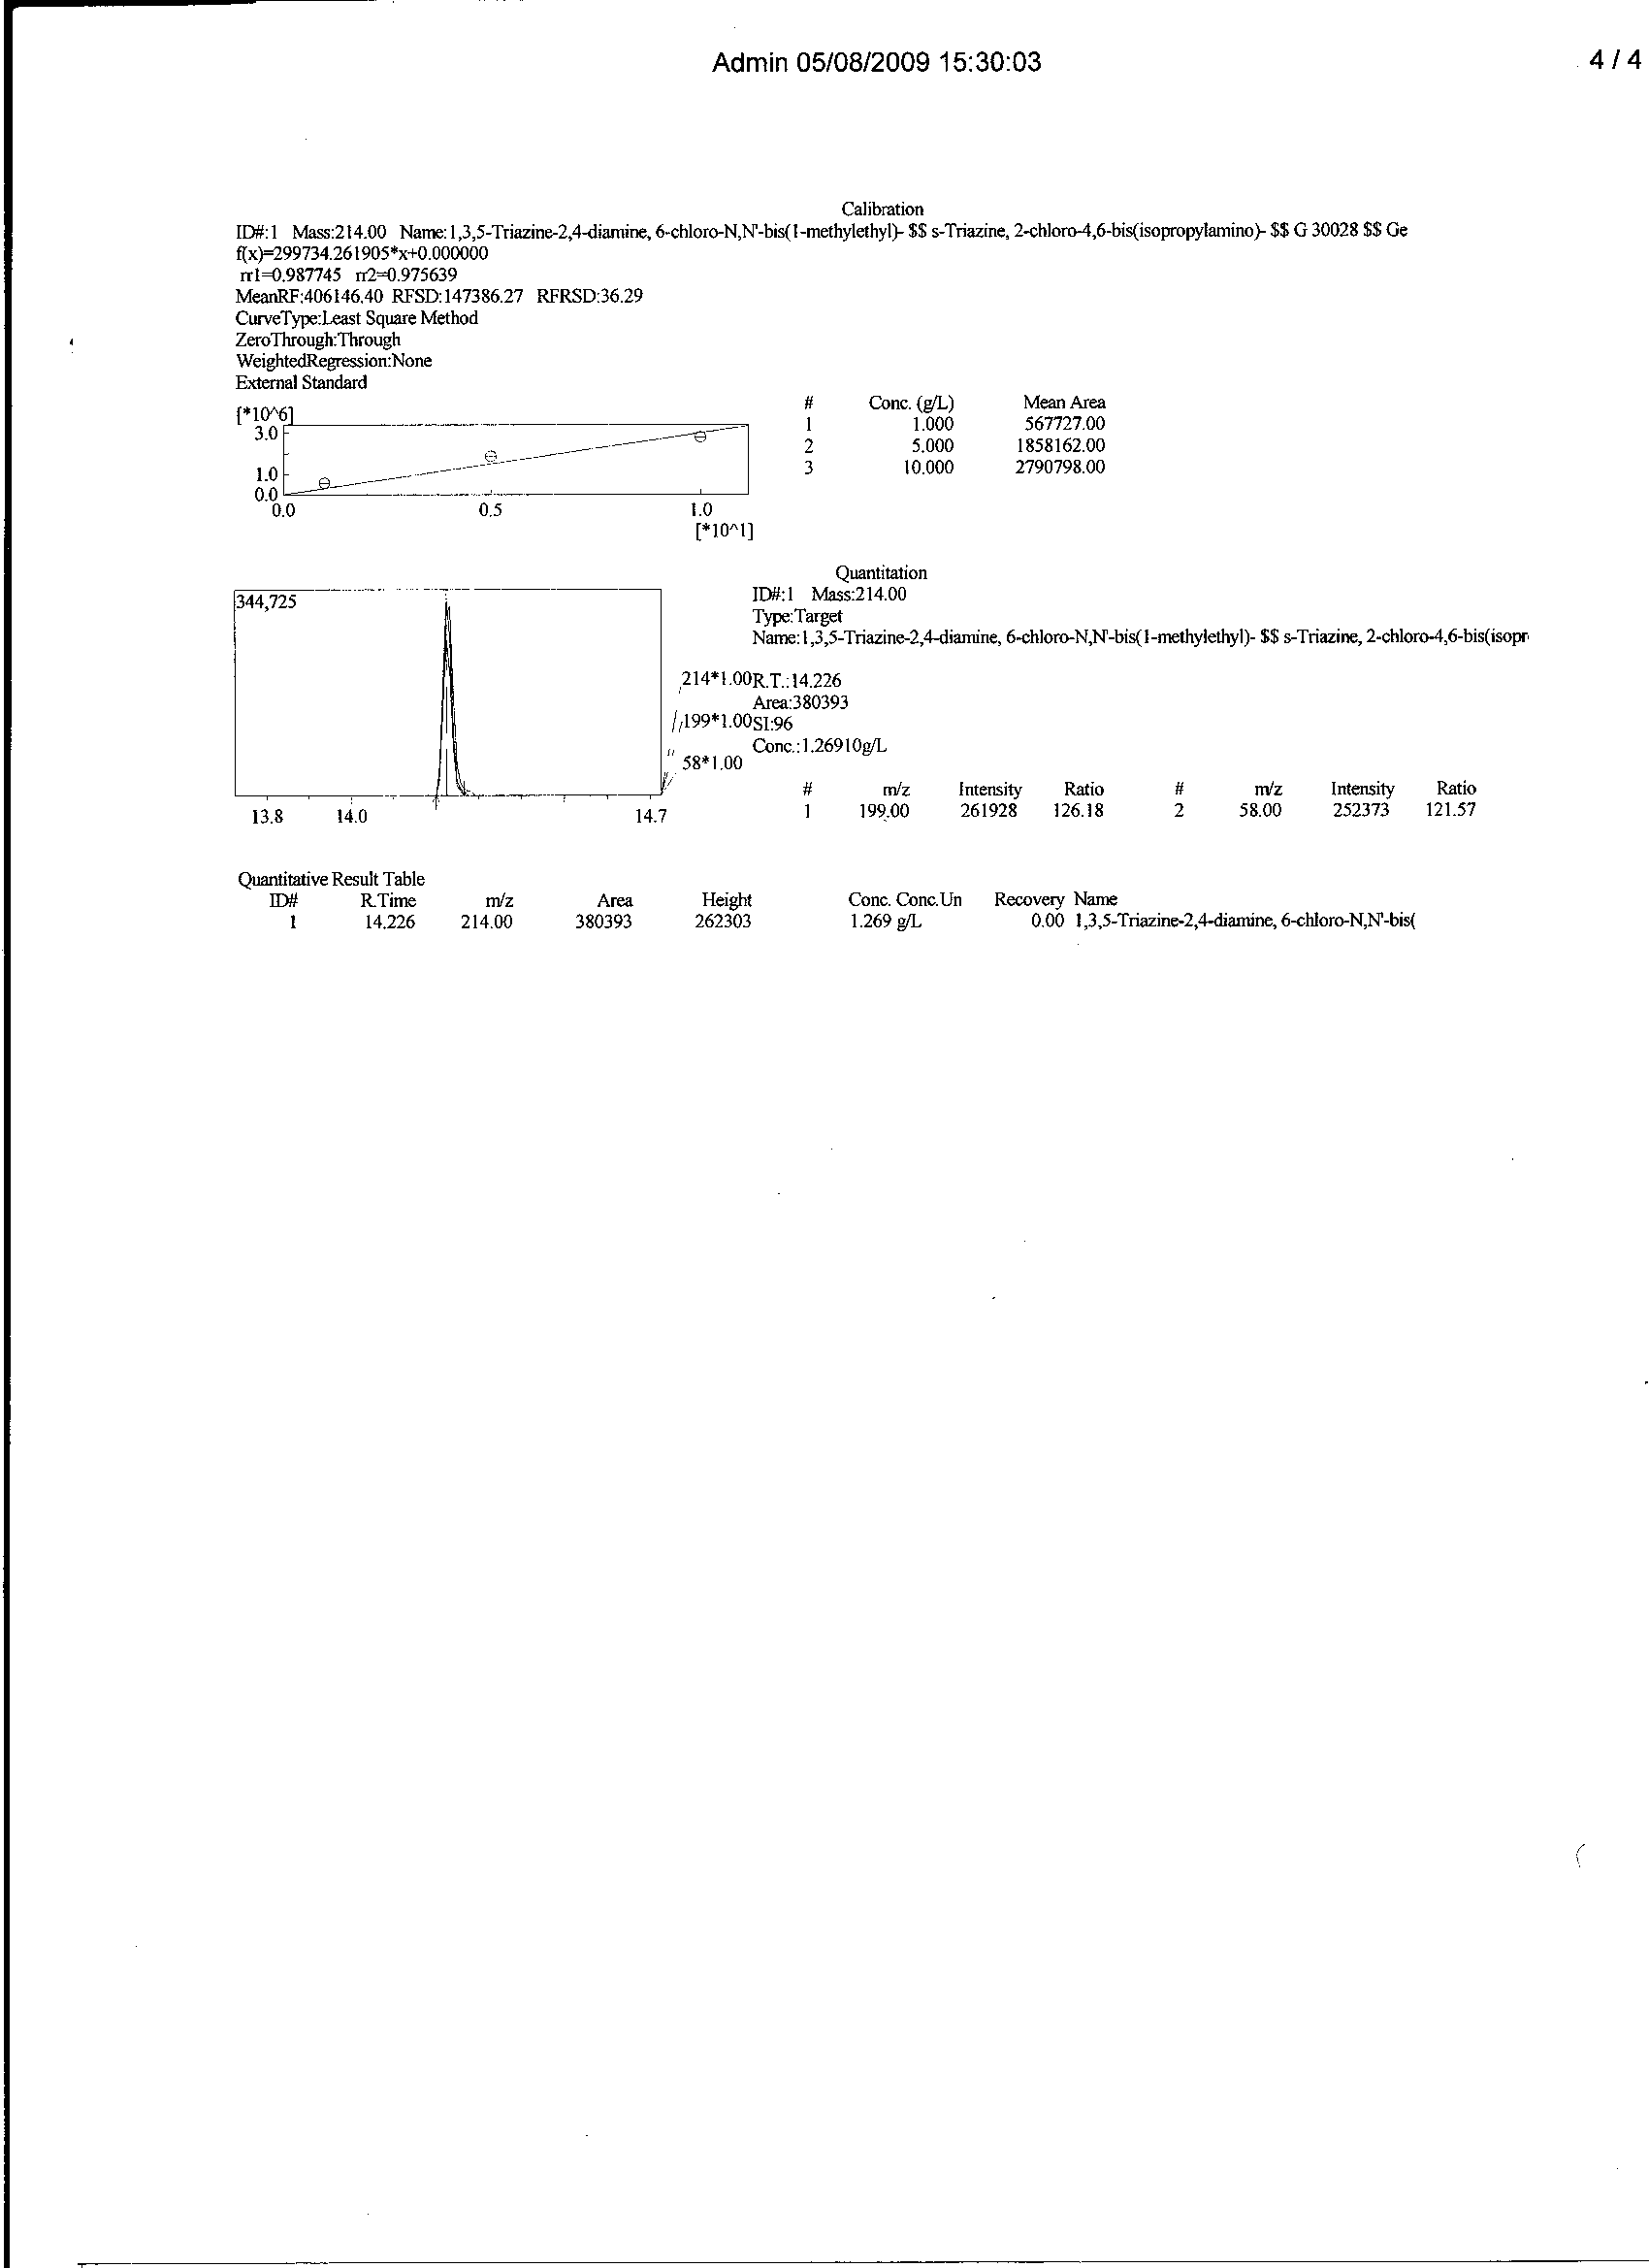 Admin 05/08/2009 15:30:03 4 / 4
Calibration
ID#:1 Mass:214.00 Name:1,3,5-Triazine-2,4-diamine, 6-chloro-N,N'-bis(1-methylethyl)- $$ s-Triazine, 2-chloro-4,6-bis(isopropylamino)- $$ G 30028 $$ Ge
f(x)=299734.261905*x+0.000000
rr1=0.987745 rr2=0.975639
MeanRF:406146.40 RFSD:147386.27 RFRSD:36.29
CurveType:Least Square Method
ZeroThrough:Through
WeightedRegression:None
External Standard
[*10^6]
3.0
1.0
0.0
0.0 0.5 1.0
[*10^1]
# Conc. (g/L) Mean Area
1 1.000 567727.00
2 5.000 1858162.00
3 10.000 2790798.00
Quantitation
ID#:1 Mass:214.00
Type:Target
Name:1,3,5-Triazine-2,4-diamine, 6-chloro-N,N'-bis(1-methylethyl)- $$ s-Triazine, 2-chloro-4,6-bis(isopr
344,725
214*1.00 R.T.:14.226
Area:380393
199*1.00 SI:96
Conc.:1.26910g/L
58*1.00
13.8 14.0 14.7
# m/z Intensity Ratio # m/z Intensity Ratio
1 199.00 261928 126.18 2 58.00 252373 121.57
Quantitative Result Table
ID# R.Time m/z Area Height Conc. Conc.Un Recovery Name
1 14.226 214.00 380393 262303 1.269 g/L 0.00 1,3,5-Triazine-2,4-diamine, 6-chloro-N,N'-bis(